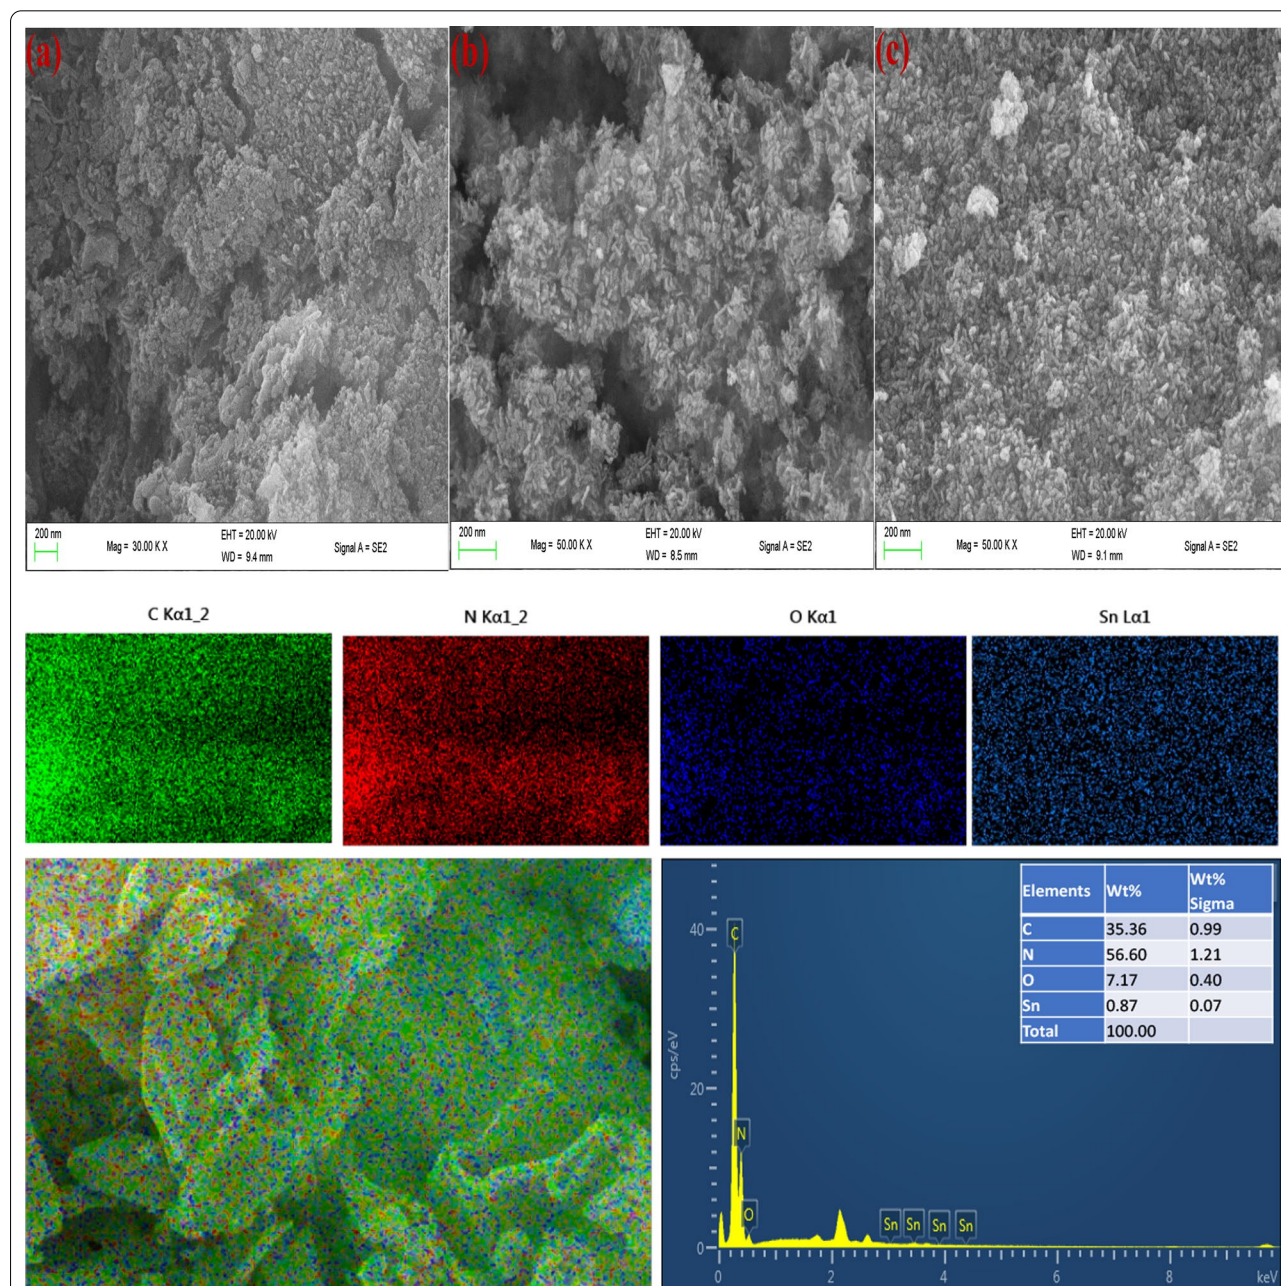 (a)
(b)
(c)
200 nm
Mag = 30.00 K X
EHT = 20.00 kV
WD = 9.4 mm
Signal A = SE2
200 nm
Mag = 50.00 K X
EHT = 20.00 kV
WD = 8.5 mm
Signal A = SE2
200 nm
Mag = 50.00 K X
EHT = 20.00 kV
WD = 9.1 mm
Signal A = SE2
C Kα1_2
N Kα1_2
O Kα1
Sn Lα1
Elements Wt% Wt% Sigma
C 35.36 0.99
N 56.60 1.21
O 7.17 0.40
Sn 0.87 0.07
Total 100.00
40
20
0
cps/eV
C
N
O
Sn
Sn
Sn
Sn
0 2 4 6 8 keV